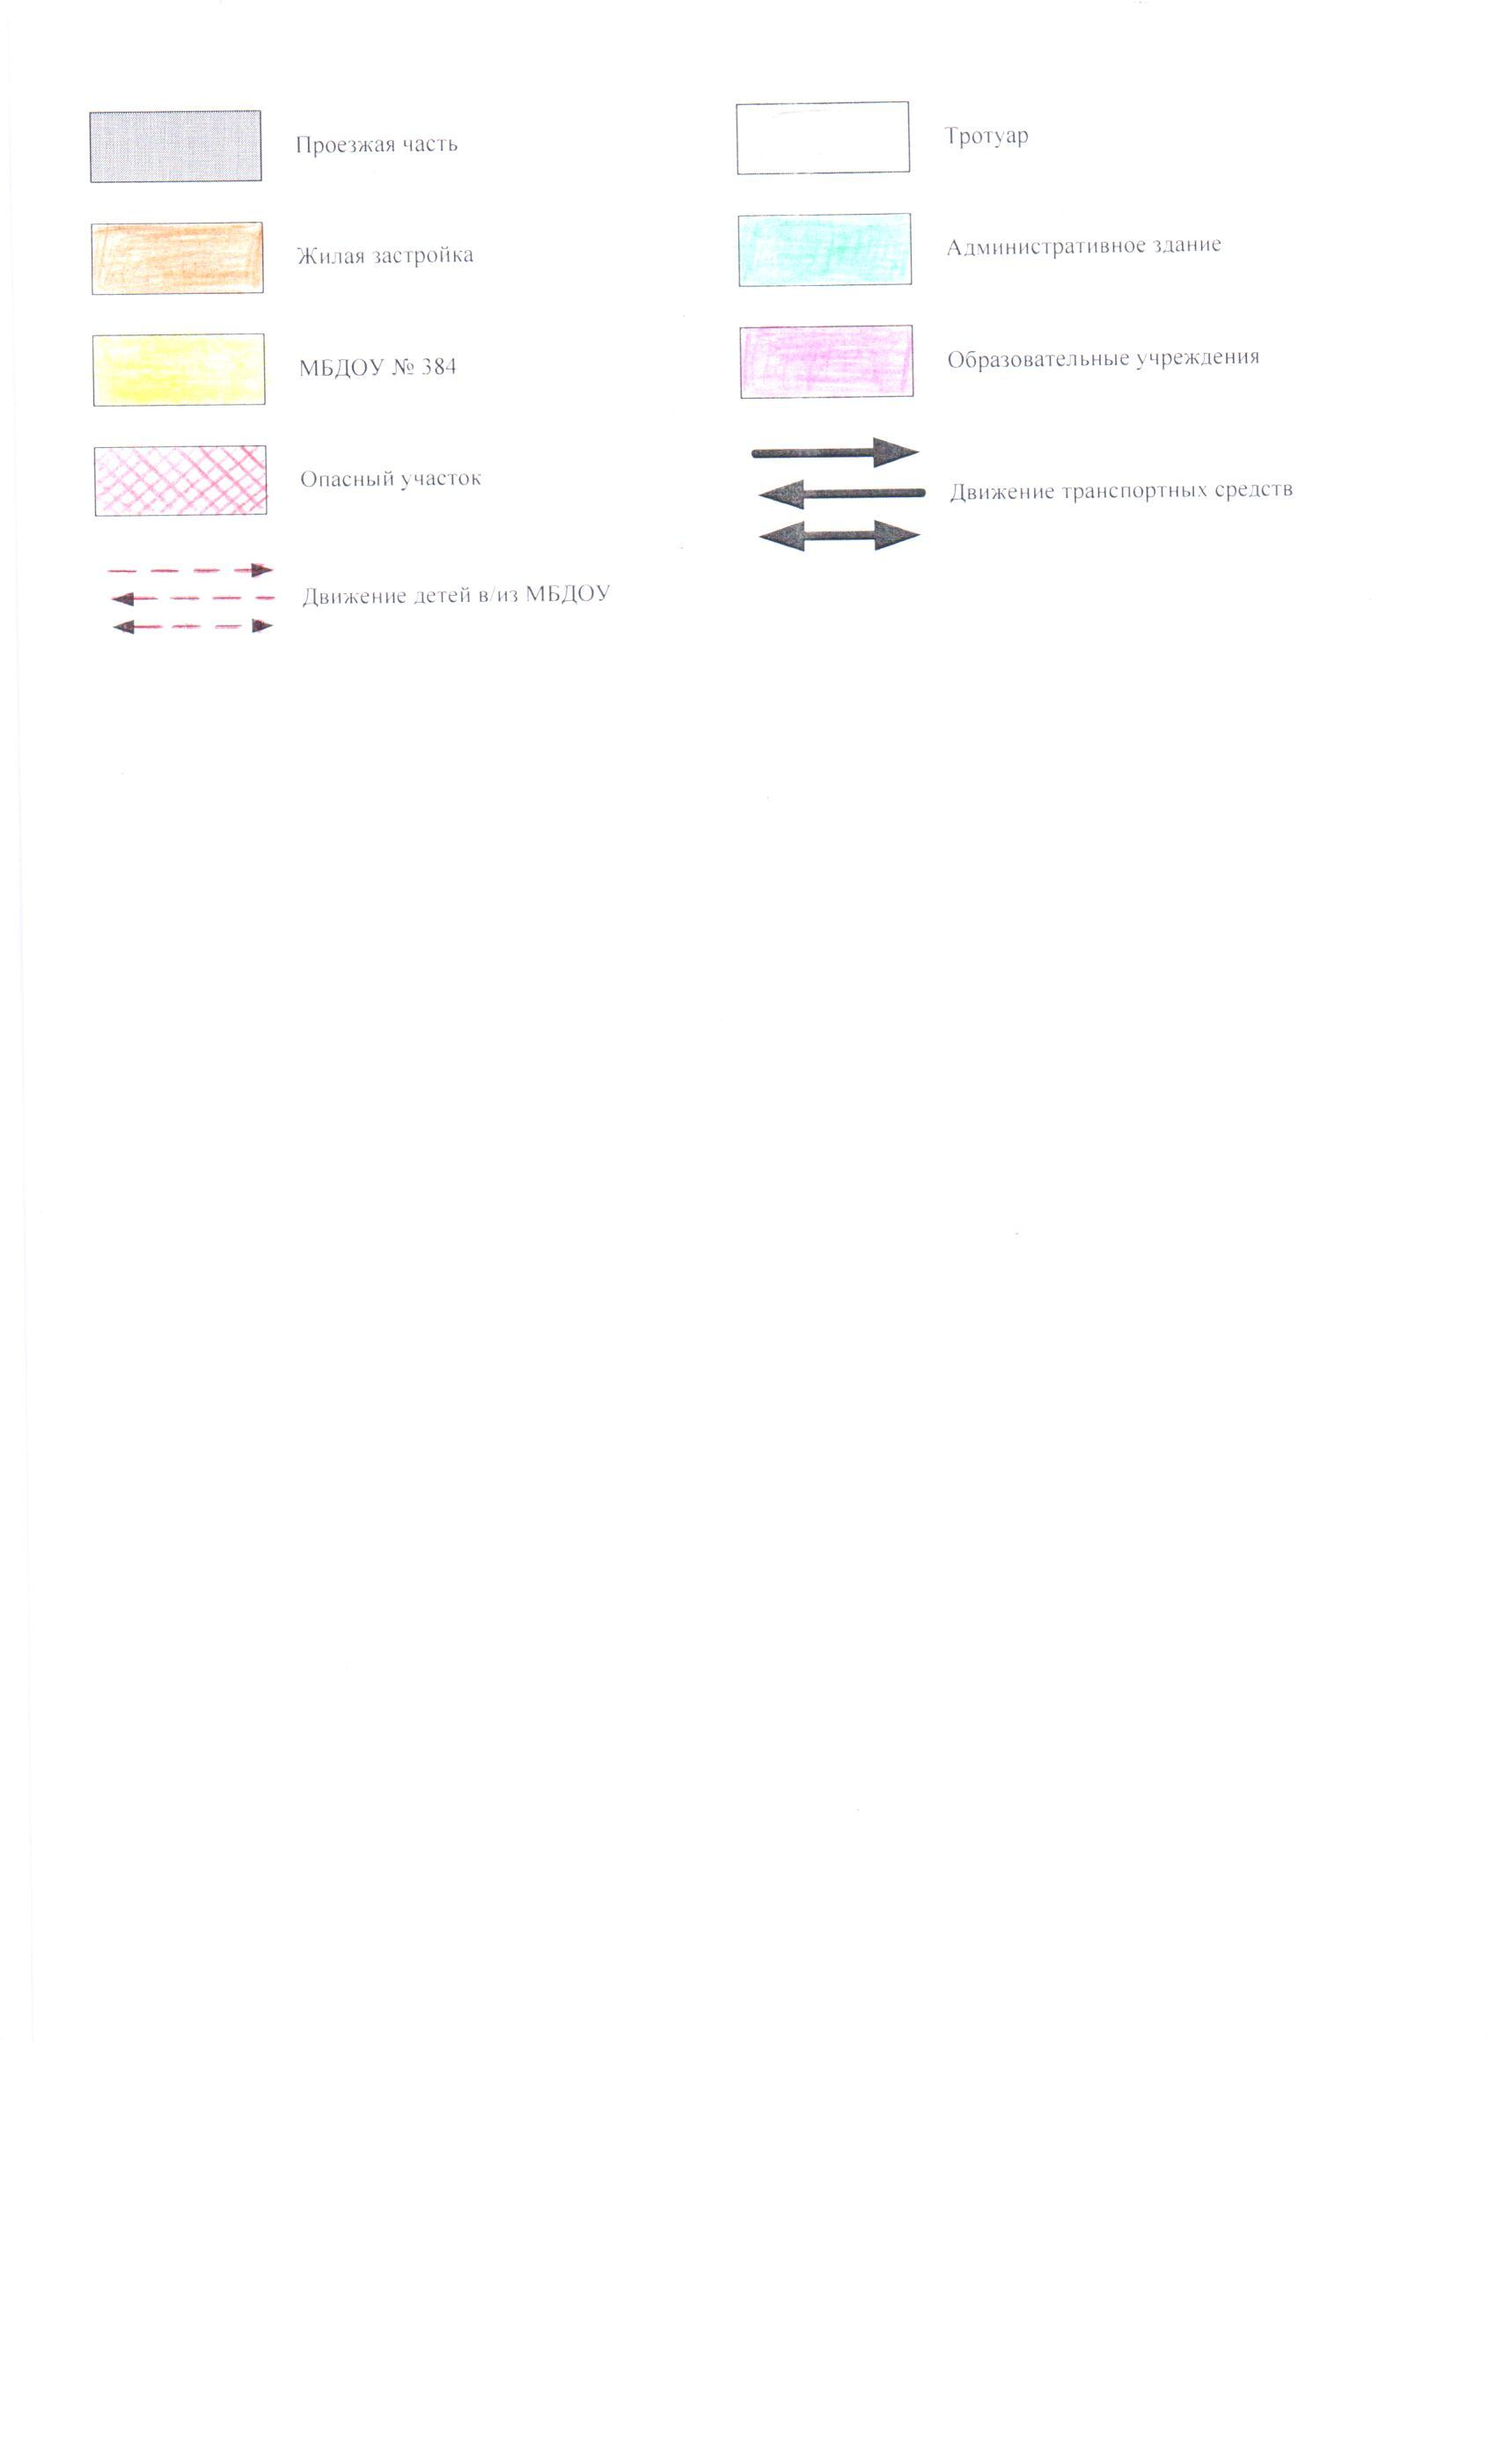 Проезжая часть
Тротуар
Жилая застройка
Административное здание
МБДОУ № 384
Образовательные учреждения
Опасный участок
Движение транспортных средств
Движение детей в/из МБДОУ